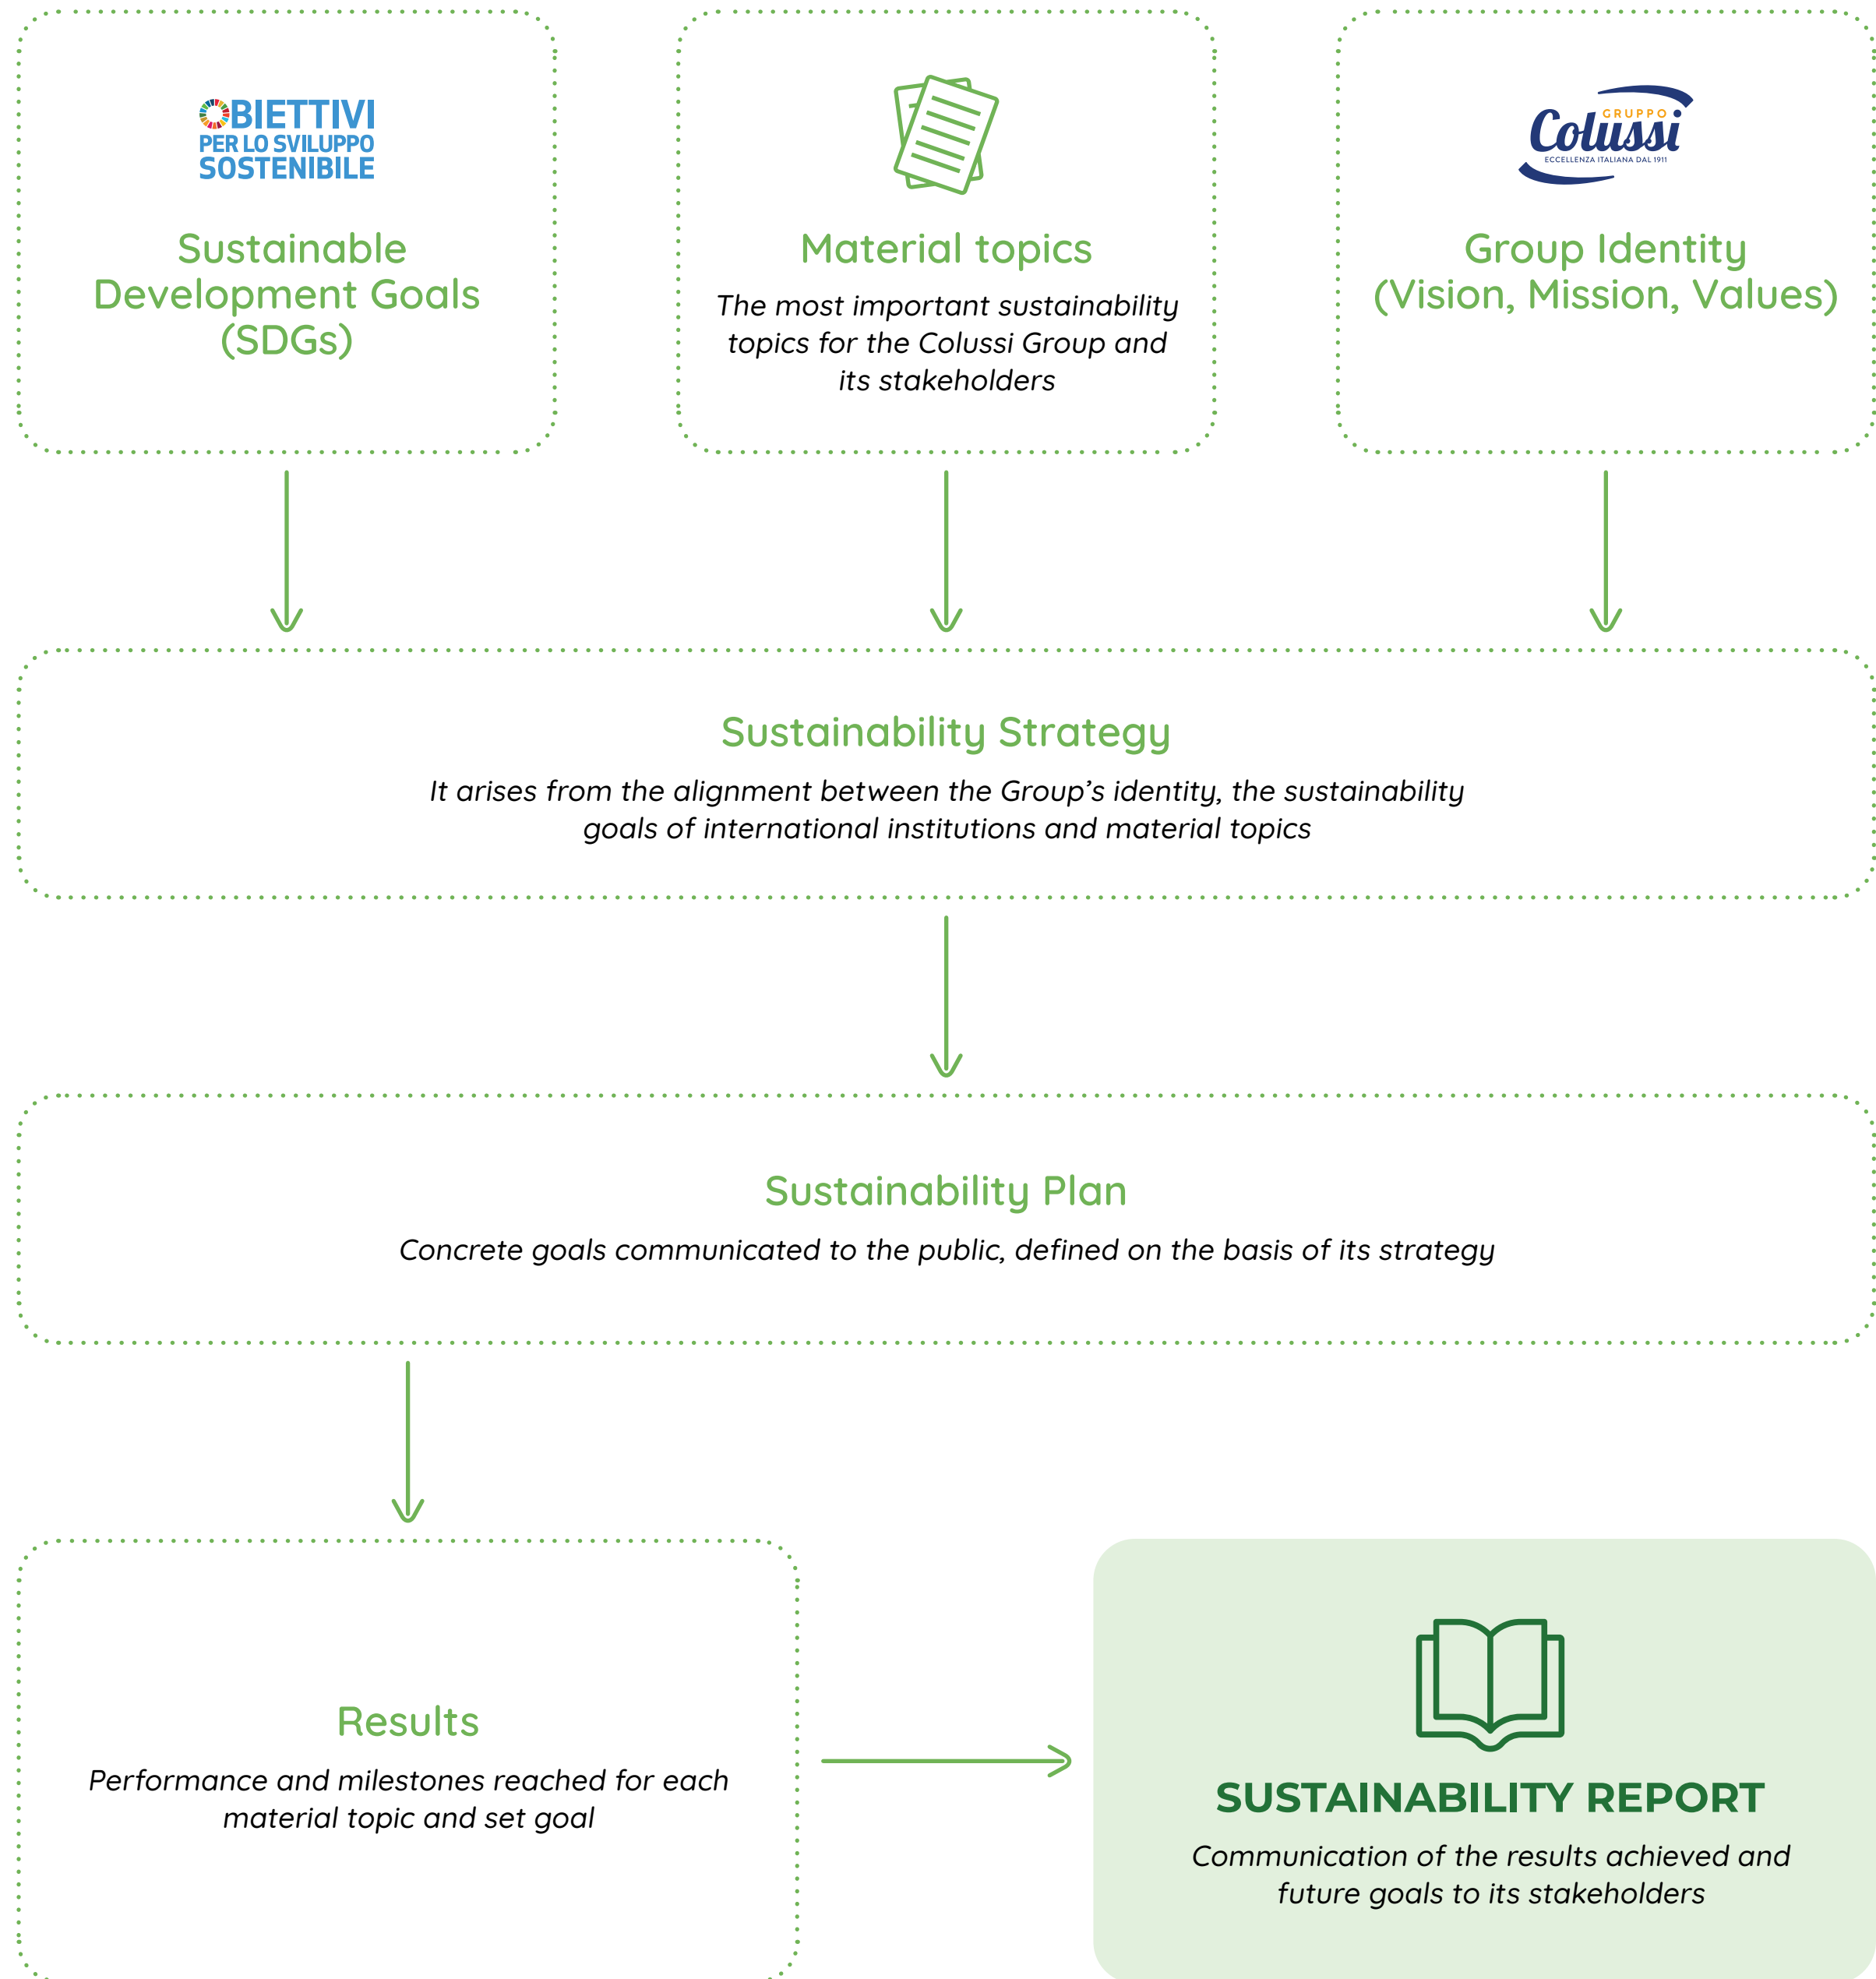 OBIETTIVI
PER LO SVILUPPO
SOSTENIBILE
Sustainable
Development Goals
(SDGs)
Material topics
The most important sustainability
topics for the Colussi Group and
its stakeholders
GRUPPO
Colussi
ECCELLENZA ITALIANA DAL 1911
Group Identity
(Vision, Mission, Values)
Sustainability Strategy
It arises from the alignment between the Group’s identity, the sustainability
goals of international institutions and material topics
Sustainability Plan
Concrete goals communicated to the public, defined on the basis of its strategy
Results
Performance and milestones reached for each
material topic and set goal
SUSTAINABILITY REPORT
Communication of the results achieved and
future goals to its stakeholders